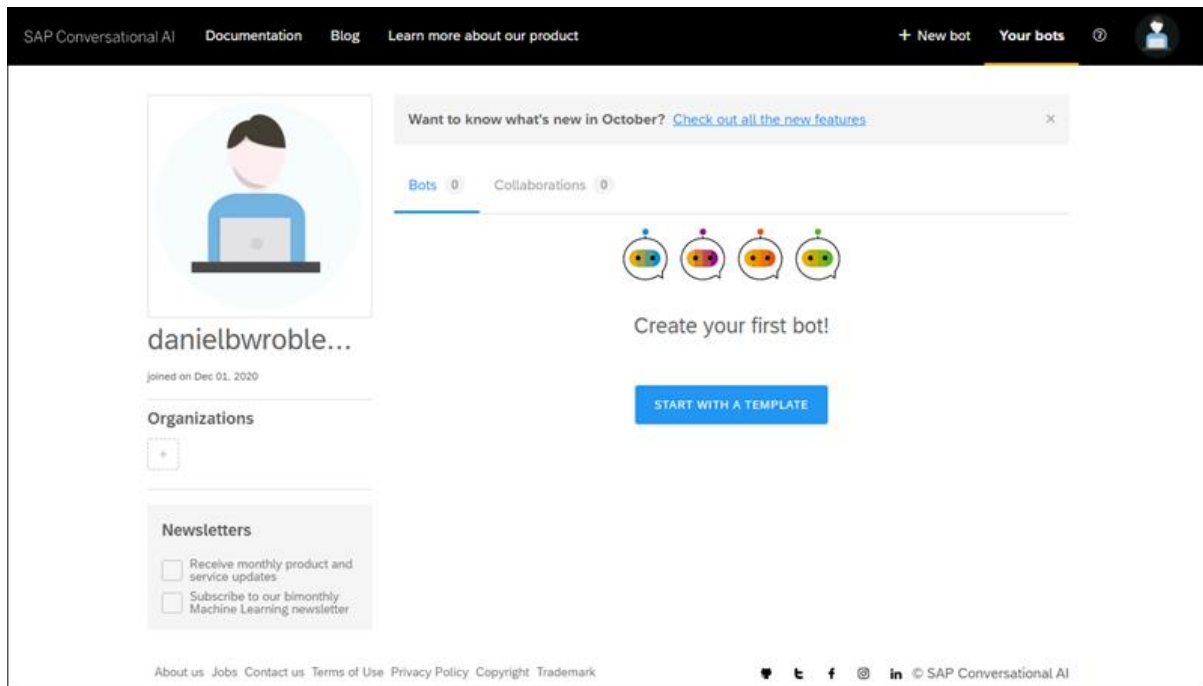 SAP Conversational AI Documentation Blog Learn more about our product + New bot Your bots
Want to know what's new in October? Check out all the new features
Bots 0 Collaborations 0
Create your first bot!
START WITH A TEMPLATE
danielbwroble...
joined on Dec 01, 2020
Organizations
+
Newsletters
Receive monthly product and
service updates
Subscribe to our bimonthly
Machine Learning newsletter
About us Jobs Contact us Terms of Use Privacy Policy Copyright Trademark © SAP Conversational AI